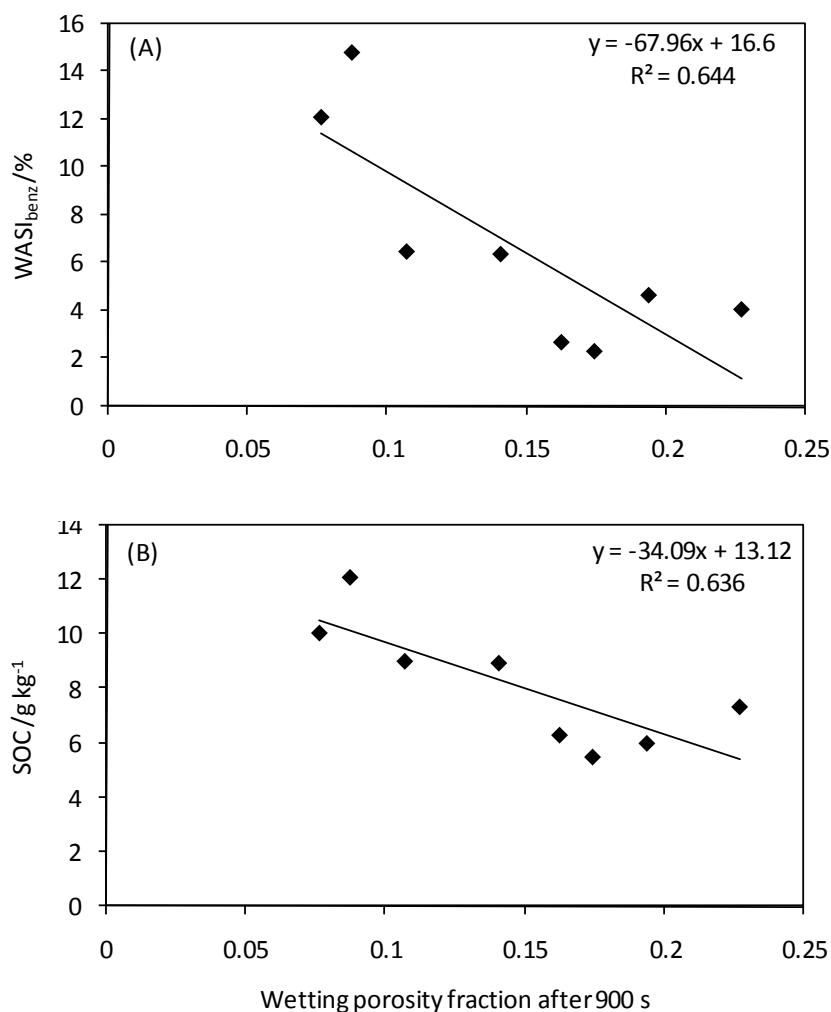 (A)
y = -67.96x + 16.6
R² = 0.644
WASIbenz /%
16
14
12
10
8
6
4
2
0
0 0.05 0.1 0.15 0.2 0.25
(B)
y = -34.09x + 13.12
R² = 0.636
SOC /g kg⁻¹
14
12
10
8
6
4
2
0
0 0.05 0.1 0.15 0.2 0.25
Wetting porosity fraction after 900 s